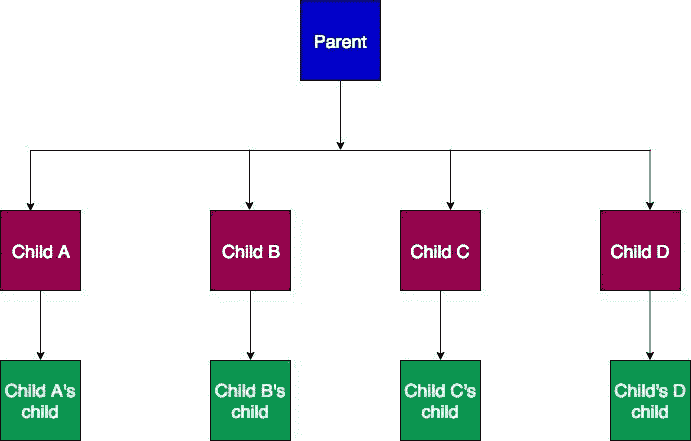 Parent
Child A
Child B
Child C
Child D
Child A's
child
Child B's
child
Child C’s
child
Child’s D
child